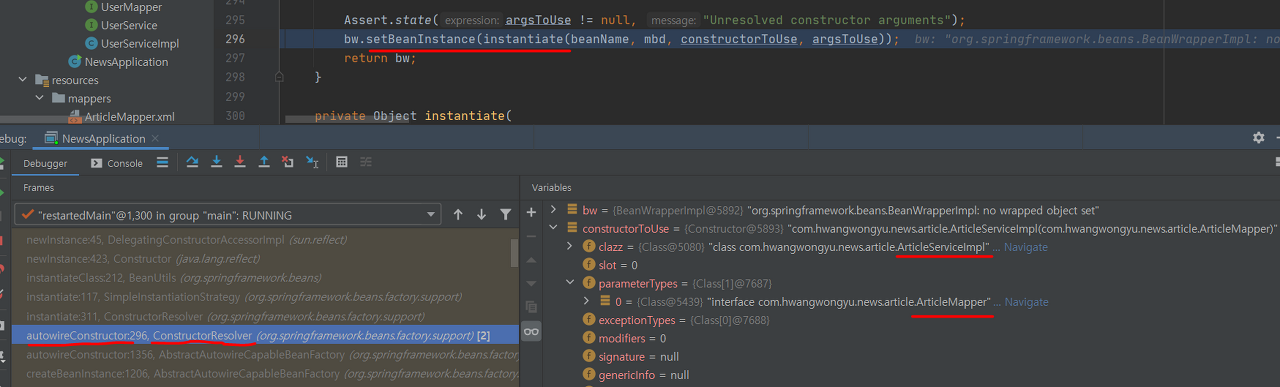 UserMapper
UserService
UserServiceImpl
NewsApplication
resources
mappers
ArticleMapper.xml
295 Assert.state( expression: argsToUse != null, message: "Unresolved constructor arguments");
296 bw.setBeanInstance(instantiate(beanName, mbd, constructorToUse, argsToUse)); bw: "org.springframework.beans.BeanWrapperImpl: no
297 return bw;
298 }
299
300 private Object instantiate(
ebug: NewsApplication
Debugger Console
Frames
"restartedMain"@1,300 in group "main": RUNNING
newInstance:45, DelegatingConstructorAccessorImpl (sun.reflect)
newInstance:423, Constructor (java.lang.reflect)
instantiateClass:212, BeanUtils (org.springframework.beans)
instantiate:117, SimpleInstantiationStrategy (org.springframework.beans.factory.support)
instantiate:311, ConstructorResolver (org.springframework.beans.factory.support)
autowireConstructor:296, ConstructorResolver (org.springframework.beans.factory.support) [2]
autowireConstructor:1356, AbstractAutowireCapableBeanFactory (org.springframework.beans.factory.support)
createBeanInstance:1206, AbstractAutowireCapableBeanFactory (org.springframework.beans.factory.support)
Variables
bw = {BeanWrapperImpl@5892} "org.springframework.beans.BeanWrapperImpl: no wrapped object set"
constructorToUse = {Constructor@5893} "com.hwangwongyu.news.article.ArticleServiceImpl(com.hwangwongyu.news.article.ArticleMapper)"
clazz = {Class@5080} "class com.hwangwongyu.news.article.ArticleServiceImpl" ... Navigate
slot = 0
parameterTypes = {Class[1]@7687}
0 = {Class@5439} "interface com.hwangwongyu.news.article.ArticleMapper" ... Navigate
exceptionTypes = {Class[0]@7688}
modifiers = 0
signature = null
genericInfo = null